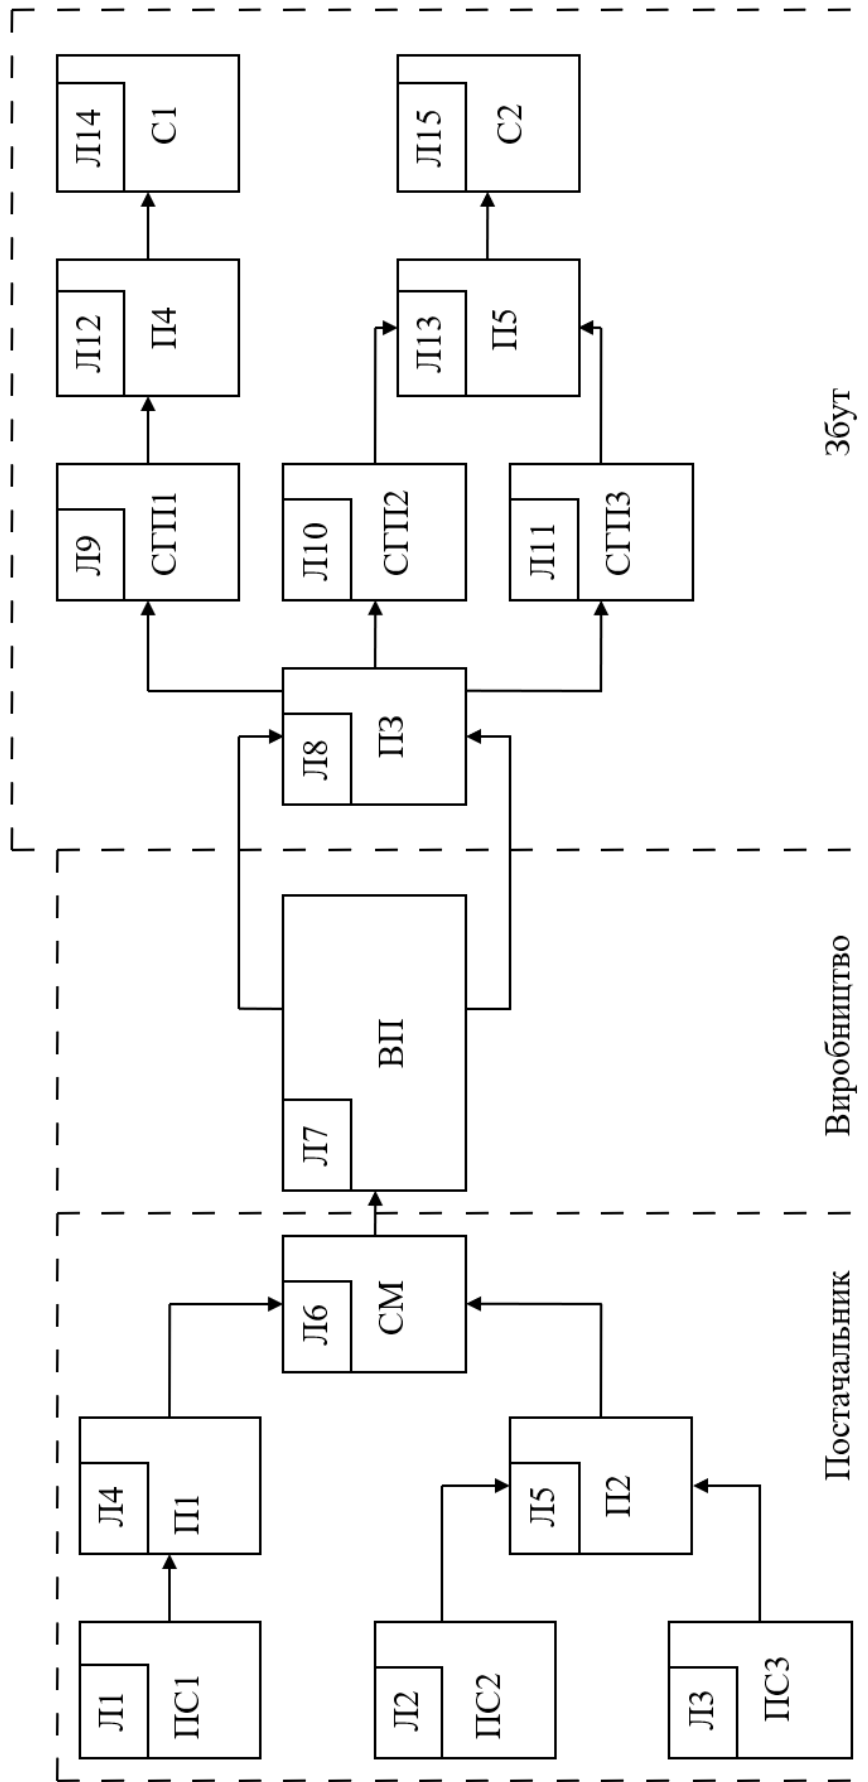 Л1
ПС1
Л2
ПС2
Л3
ПС3
Л4
П1
Л5
П2
Л6
СМ
Постачальник
Л7
ВП
Виробництво
Л8
П3
Л9
СГП1
Л10
СГП2
Л11
СГП3
Л12
П4
Л13
П5
Л14
С1
Л15
С2
Збут